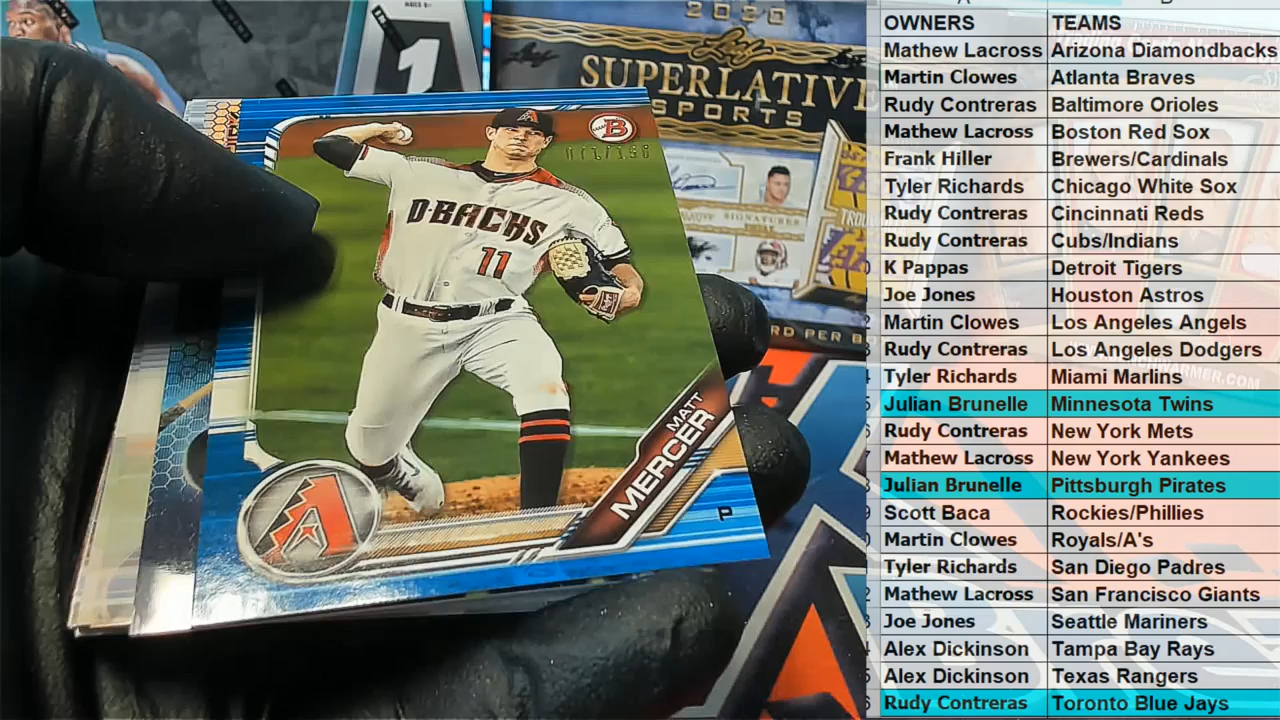 2020
Leaf
SUPERLATIVE
SPORTS
1
B
D-BACKS
11
MATT
MERCER
P
OWNERS TEAMS
Mathew Lacross Arizona Diamondbacks
Martin Clowes Atlanta Braves
Rudy Contreras Baltimore Orioles
Mathew Lacross Boston Red Sox
Frank Hiller Brewers/Cardinals
Tyler Richards Chicago White Sox
Rudy Contreras Cincinnati Reds
Rudy Contreras Cubs/Indians
K Pappas Detroit Tigers
Joe Jones Houston Astros
Martin Clowes Los Angeles Angels
Rudy Contreras Los Angeles Dodgers
Tyler Richards Miami Marlins
Julian Brunelle Minnesota Twins
Rudy Contreras New York Mets
Mathew Lacross New York Yankees
Julian Brunelle Pittsburgh Pirates
Scott Baca Rockies/Phillies
Martin Clowes Royals/A's
Tyler Richards San Diego Padres
Mathew Lacross San Francisco Giants
Joe Jones Seattle Mariners
Alex Dickinson Tampa Bay Rays
Alex Dickinson Texas Rangers
Rudy Contreras Toronto Blue Jays